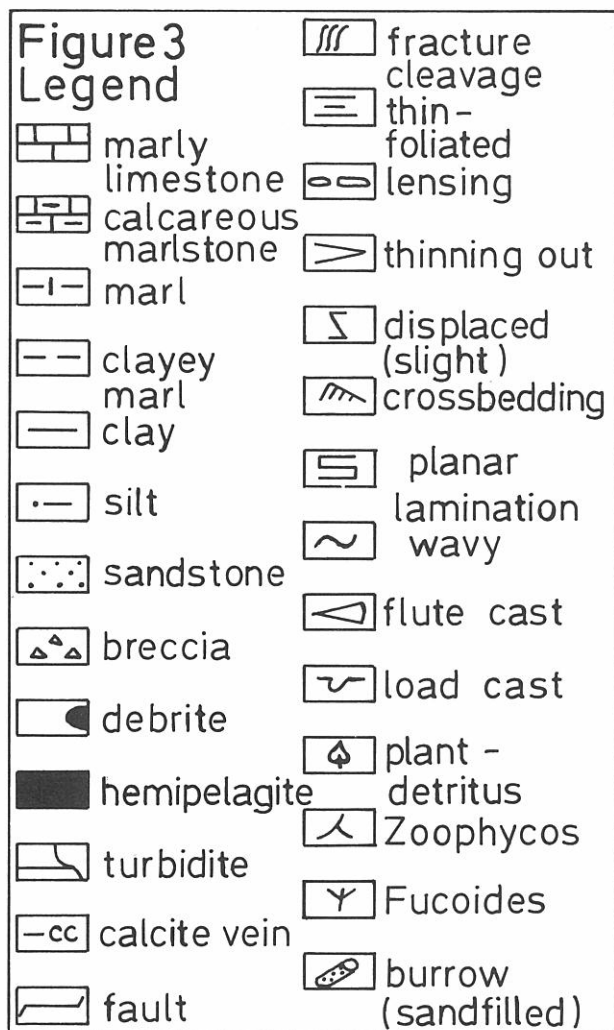 Figure 3
Legend
marly
limestone
calcareous
marlstone
marl
clayey
marl
clay
silt
sandstone
breccia
debrite
hemipelagite
turbidite
cc calcite vein
fault
fracture
cleavage
thin-
foliated
lensing
thinning out
displaced
(slight)
crossbedding
planar
lamination
wavy
flute cast
load cast
plant-
detritus
Zoophycos
Fucoides
burrow
(sandfilled)